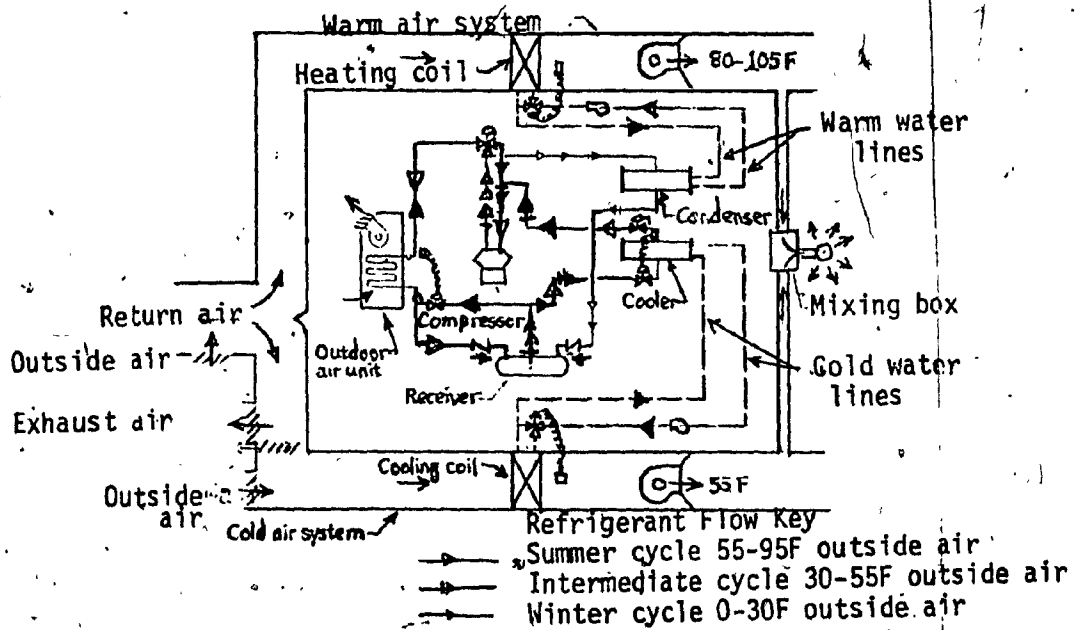 Warm air system
Heating coil
80-105F
Warm water
lines
Condenser
Cooler
Mixing box
Return air
Compressor
Outside air
Outdoor
air unit
Cold water
lines
Receiver
Exhaust air
Cooling coil
55F
Outside
air
Cold air system
Refrigerant Flow Key
Summer cycle 55-95F outside air
Intermediate cycle 30-55F outside air
Winter cycle 0-30F outside air